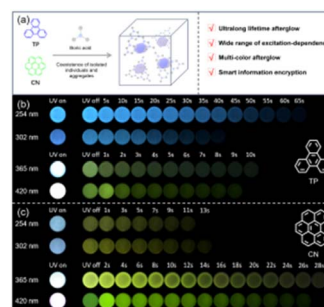 (a)
TP
CN
Boric acid
Coexistence of isolated
individuals and
aggregates
√ Ultralong lifetime afterglow
√ Wide range of excitation-dependent
√ Multi-color afterglow
√ Smart information encryption
(b) UV on UV off 5s 10s 15s 20s 25s 30s 35s 40s 45s 50s 55s 60s 65s
254 nm
302 nm
UV on UV off 1s 2s 3s 4s 5s 6s 7s 8s 9s 10s
365 nm
420 nm
TP
(c) UV on UV off 1s 3s 5s 7s 9s 11s 13s
254 nm
302 nm
CN
UV on UV off 2s 4s 6s 8s 10s 12s 14s 16s 18s 20s 22s 24s 26s 28s
365 nm
420 nm